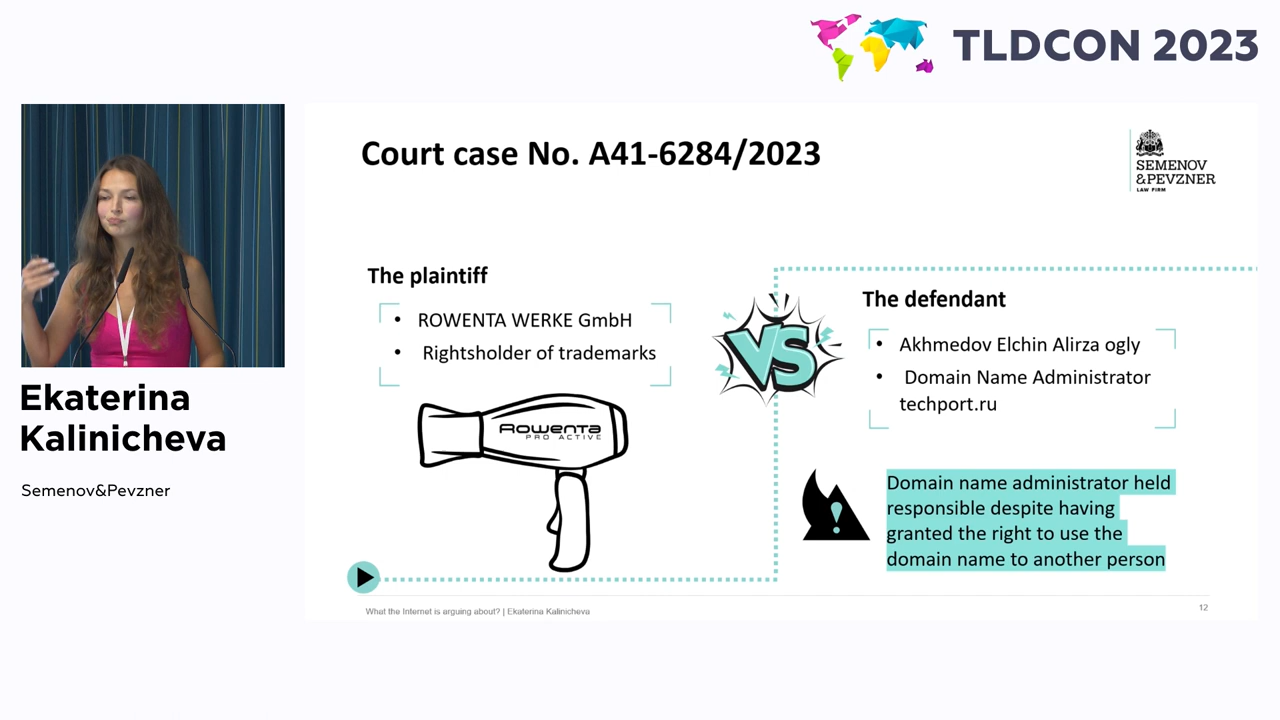 TLDCON 2023
Court case No. A41-6284/2023
SEMENOV
&PEVZNER
LAW FIRM
The plaintiff
• ROWENTA WERKE GmbH
• Rightsholder of trademarks
Rowenta
PRO ACTIVE
VS
The defendant
• Akhmedov Elchin Alirza ogly
• Domain Name Administrator
techport.ru
!
Domain name administrator held
responsible despite having
granted the right to use the
domain name to another person
What the Internet is arguing about? | Ekaterina Kalinicheva
12
Ekaterina
Kalinicheva
Semenov&Pevzner